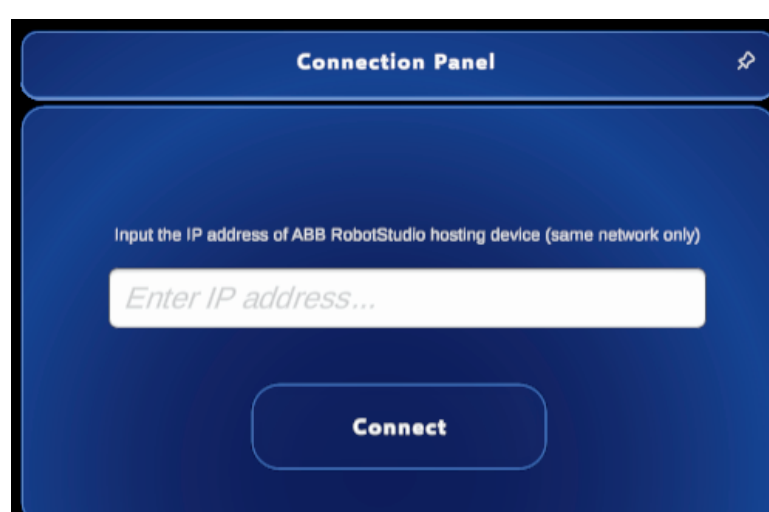 Connection Panel
Input the IP address of ABB RobotStudio hosting device (same network only)
Enter IP address...
Connect